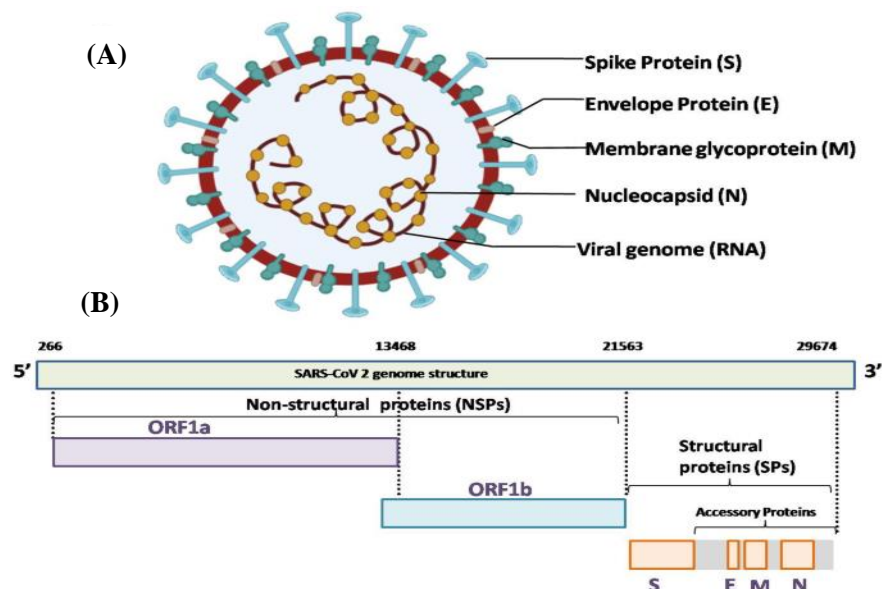 (A)
Spike Protein (S)
Envelope Protein (E)
Membrane glycoprotein (M)
Nucleocapsid (N)
Viral genome (RNA)
(B)
266 13468 21563 29674
5’ SARS-CoV 2 genome structure 3’
Non-structural proteins (NSPs)
ORF1a
Structural
proteins (SPs)
ORF1b
Accessory Proteins
S E M N